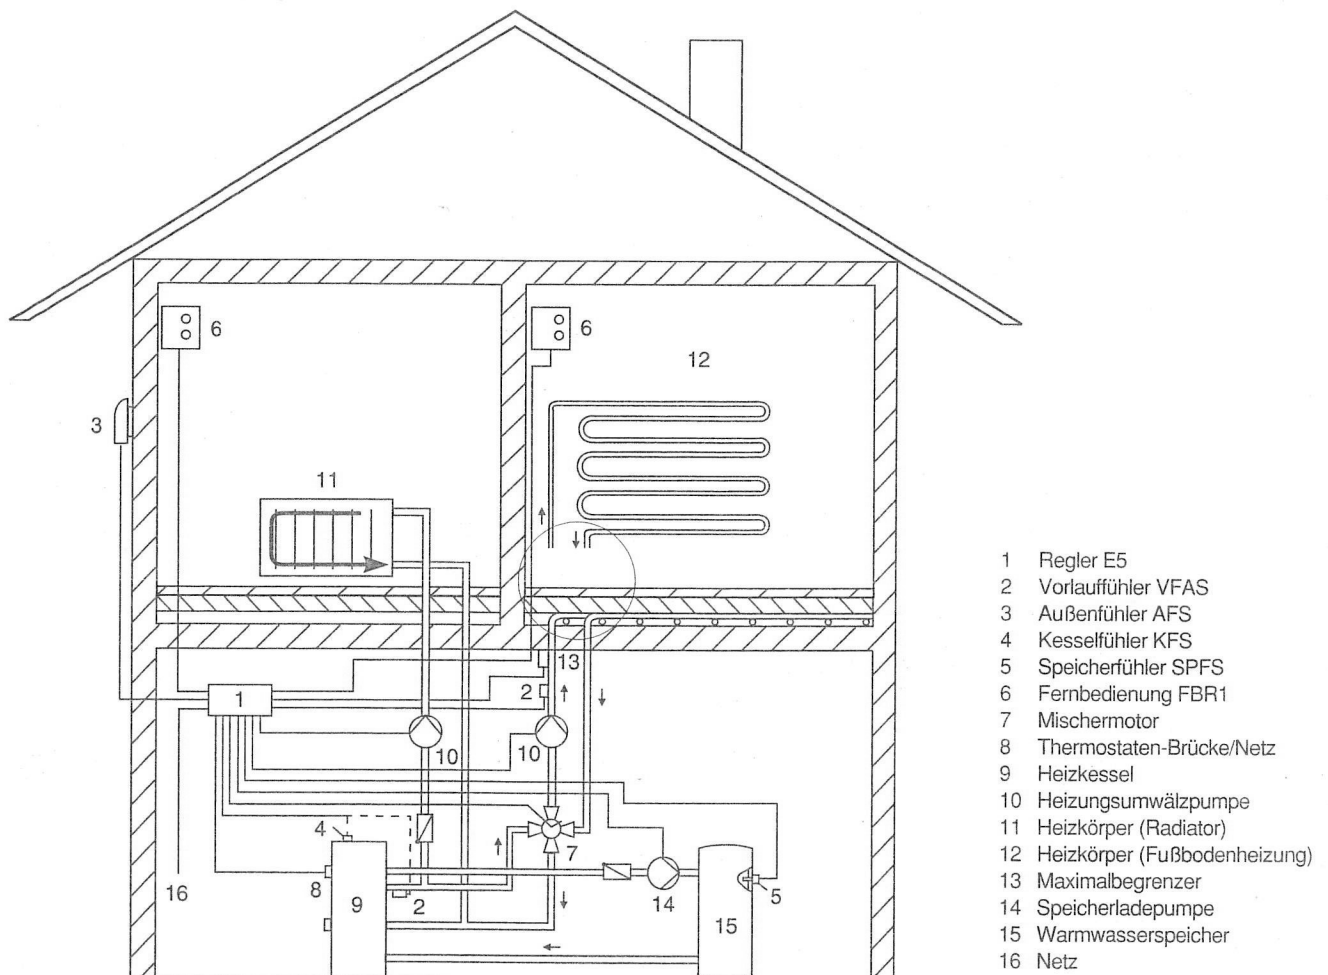 6
6
12
3
11
13
1
2
10
10
4
7
16
8
9
2
14
5
15
1 Regler E5
2 Vorlauffühler VFAS
3 Außenfühler AFS
4 Kesselfühler KFS
5 Speicherfühler SPFS
6 Fernbedienung FBR1
7 Mischermotor
8 Thermostaten-Brücke/Netz
9 Heizkessel
10 Heizungsumwälzpumpe
11 Heizkörper (Radiator)
12 Heizkörper (Fußbodenheizung)
13 Maximalbegrenzer
14 Speicherladepumpe
15 Warmwasserspeicher
16 Netz